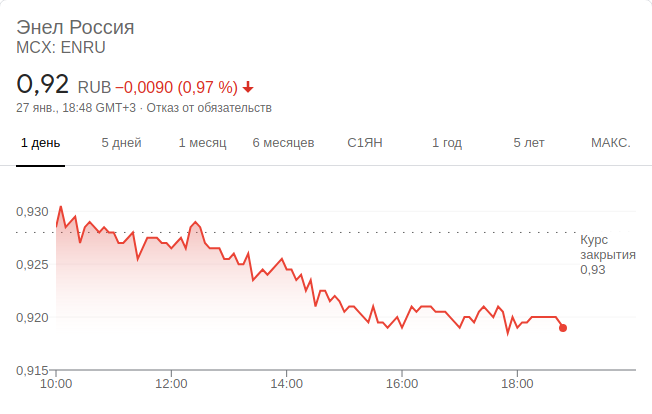 Энел Россия
MCX: ENRU
0,92 RUB −0,0090 (0,97 %)
27 янв., 18:48 GMT+3 · Отказ от обязательств
1 день 5 дней 1 месяц 6 месяцев С1ЯН 1 год 5 лет МАКС.
0,930
Курс
закрытия
0,93
0,925
0,920
0,915
10:00 12:00 14:00 16:00 18:00